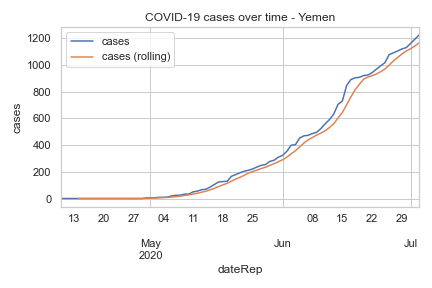 COVID-19 cases over time - Yemen
cases
cases (rolling)
1200
1000
800
600
400
200
0
cases
13 20 27 04 11 18 25 08 15 22 29
May Jun Jul
2020
dateRep